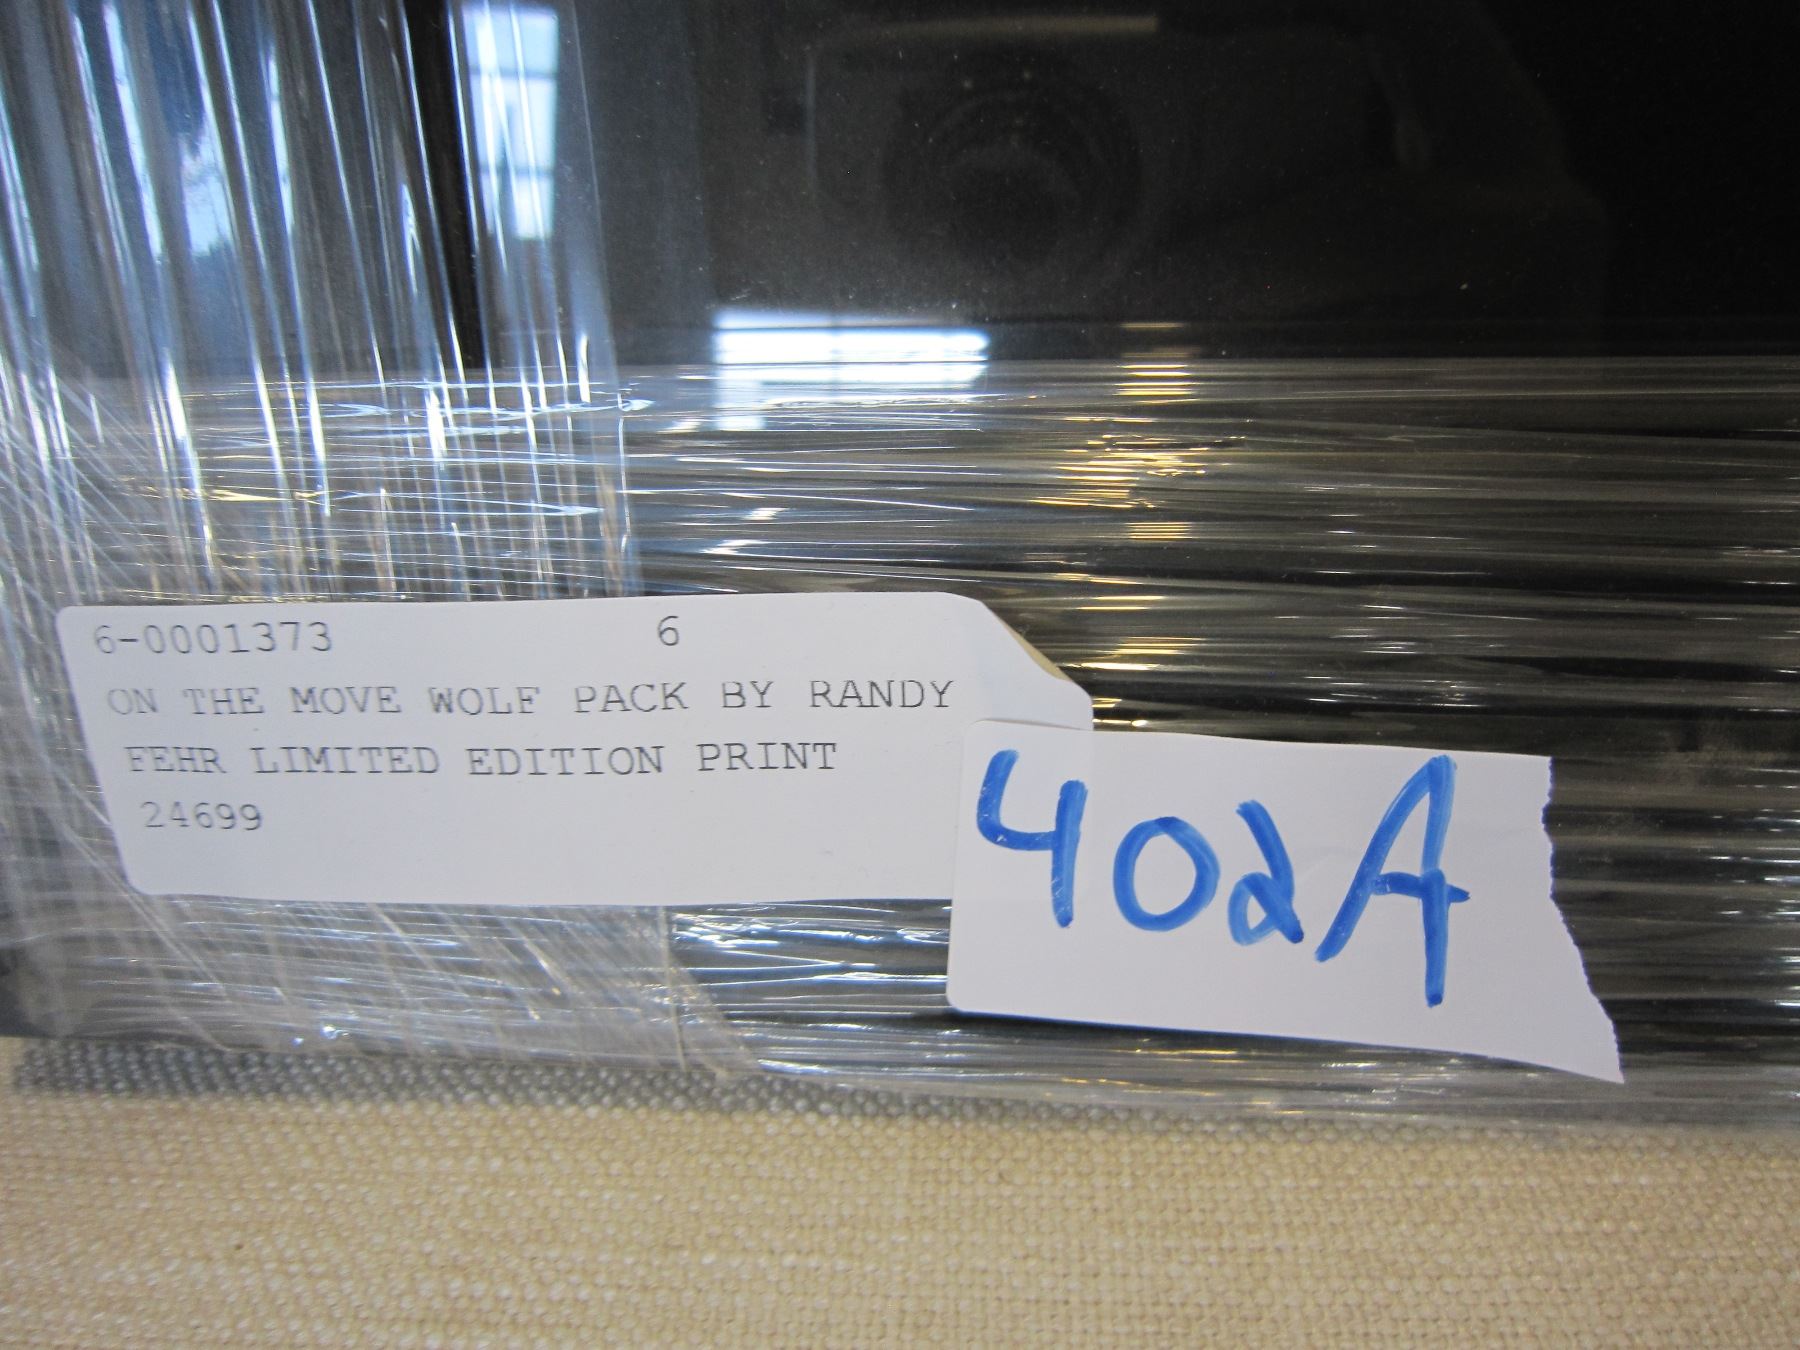 6-0001373 6
ON THE MOVE WOLF PACK BY RANDY
FEHR LIMITED EDITION PRINT
24699
402A